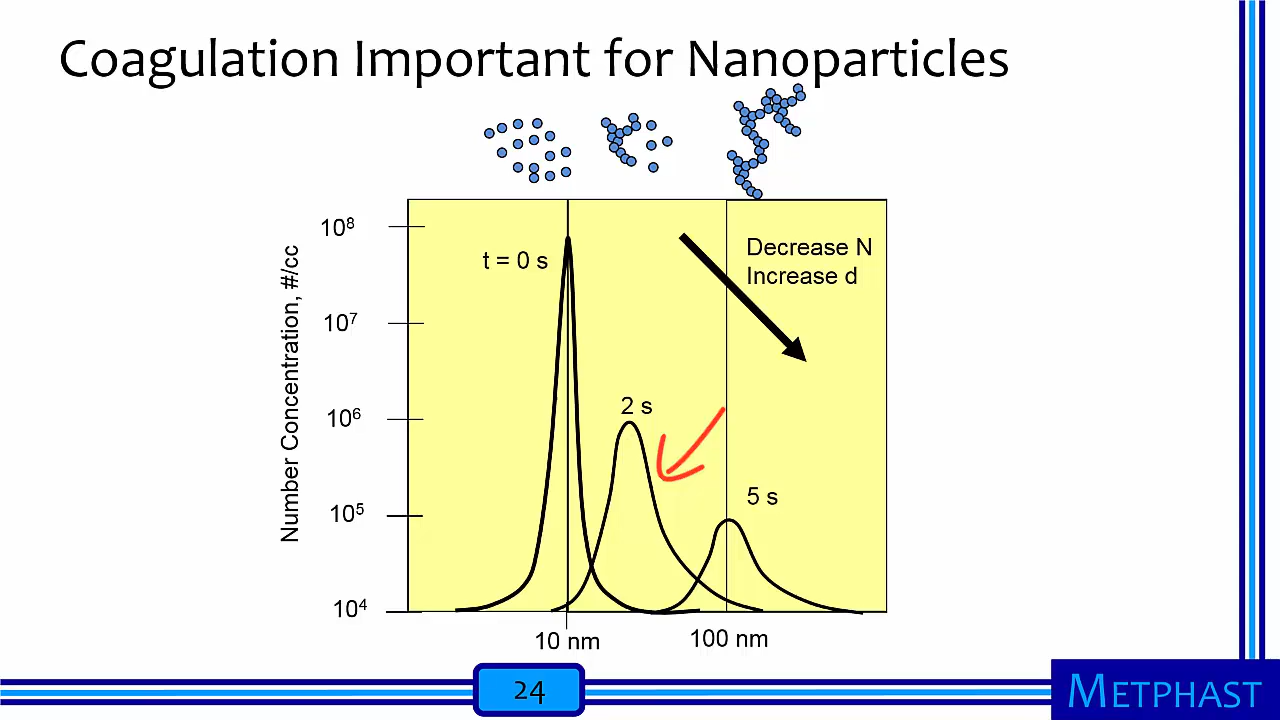 Coagulation Important for Nanoparticles
10⁸
t = 0 s
Decrease N
Increase d
Number Concentration, #/cc
10⁷
2 s
10⁶
5 s
10⁵
10⁴
10 nm
100 nm
24
METPHAST